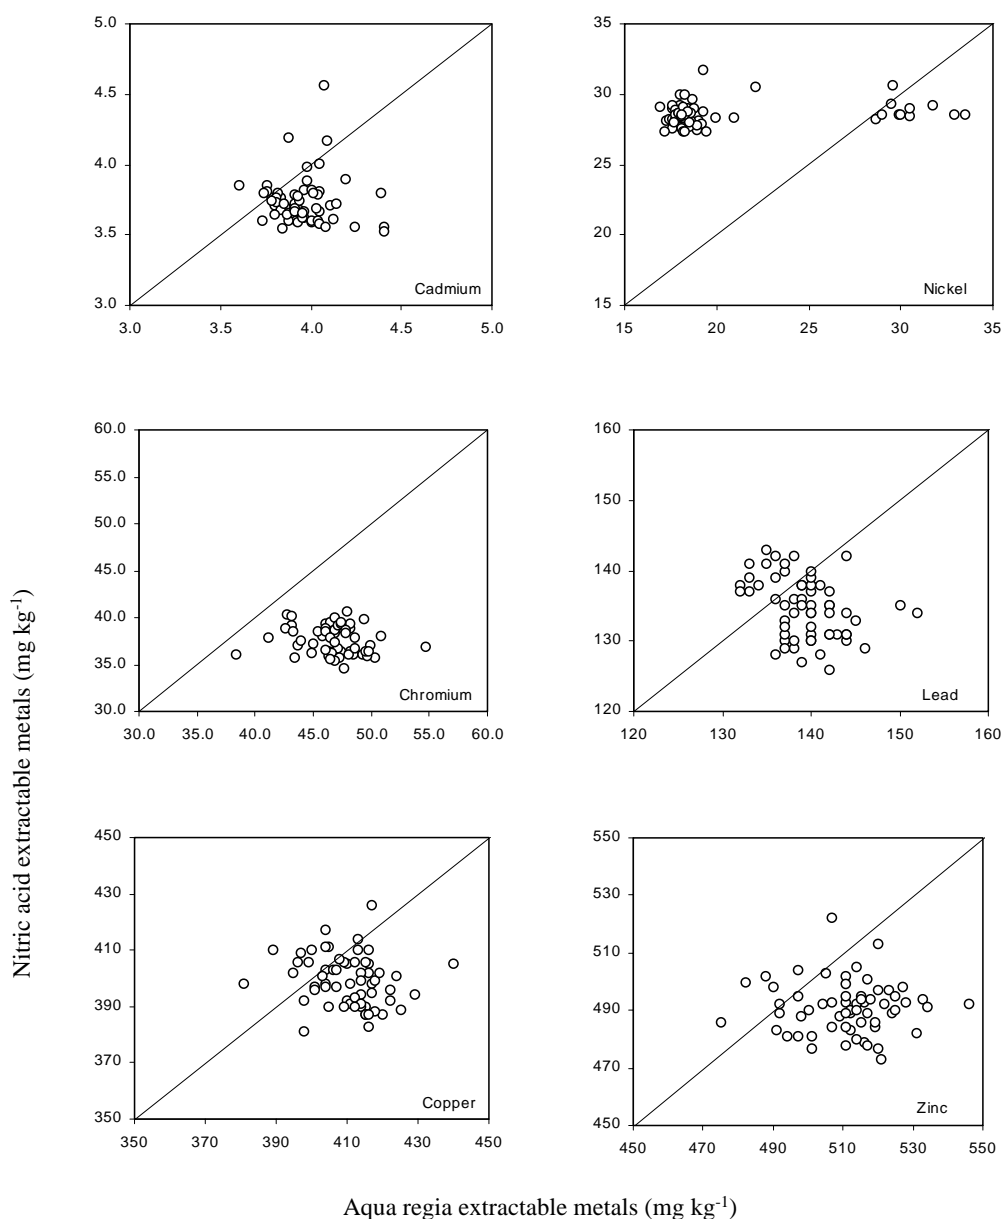 5.0
4.5
4.0
3.5
3.0
3.0 3.5 4.0 4.5 5.0
Cadmium
35
30
25
20
15
15 20 25 30 35
Nickel
60.0
55.0
50.0
45.0
40.0
35.0
30.0
30.0 35.0 40.0 45.0 50.0 55.0 60.0
Chromium
160
150
140
130
120
120 130 140 150 160
Lead
450
430
410
390
370
350
350 370 390 410 430 450
Copper
550
530
510
490
470
450
450 470 490 510 530 550
Zinc
Nitric acid extractable metals (mg kg⁻¹)
Aqua regia extractable metals (mg kg⁻¹)